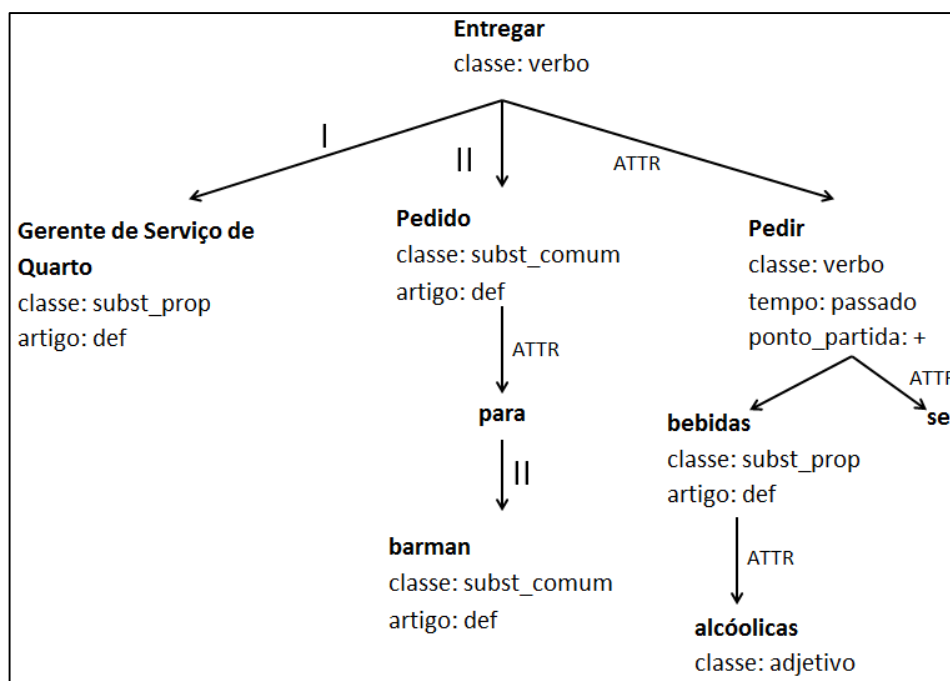 Entregar
classe: verbo
I
II
ATTR
Gerente de Serviço de
Quarto
classe: subst_prop
artigo: def
Pedido
classe: subst_comum
artigo: def
Pedir
classe: verbo
tempo: passado
ponto_partida: +
ATTR
ATTR
para
bebidas
classe: subst_prop
artigo: def
se
II
barman
classe: subst_comum
artigo: def
ATTR
alcóolicas
classe: adjetivo